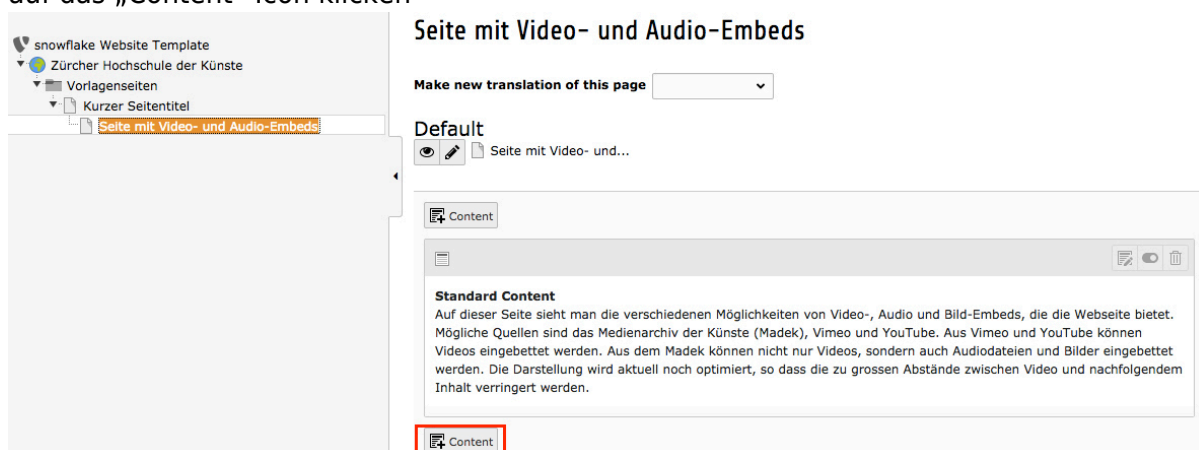 auf das „Content“ Icon klicken
snowflake Website Template
Zürcher Hochschule der Künste
Vorlagenseiten
Kurzer Seitentitel
Seite mit Video- und Audio-Embeds
Seite mit Video- und Audio-Embeds
Make new translation of this page
Default
Seite mit Video- und...
Content
Standard Content
Auf dieser Seite sieht man die verschiedenen Möglichkeiten von Video-, Audio und Bild-Embeds, die die Webseite bietet.
Mögliche Quellen sind das Medienarchiv der Künste (Madek), Vimeo und YouTube. Aus Vimeo und YouTube können
Videos eingebettet werden. Aus dem Madek können nicht nur Videos, sondern auch Audiodateien und Bilder eingebettet
werden. Die Darstellung wird aktuell noch optimiert, so dass die zu grossen Abstände zwischen Video und nachfolgendem
Inhalt verringert werden.
Content